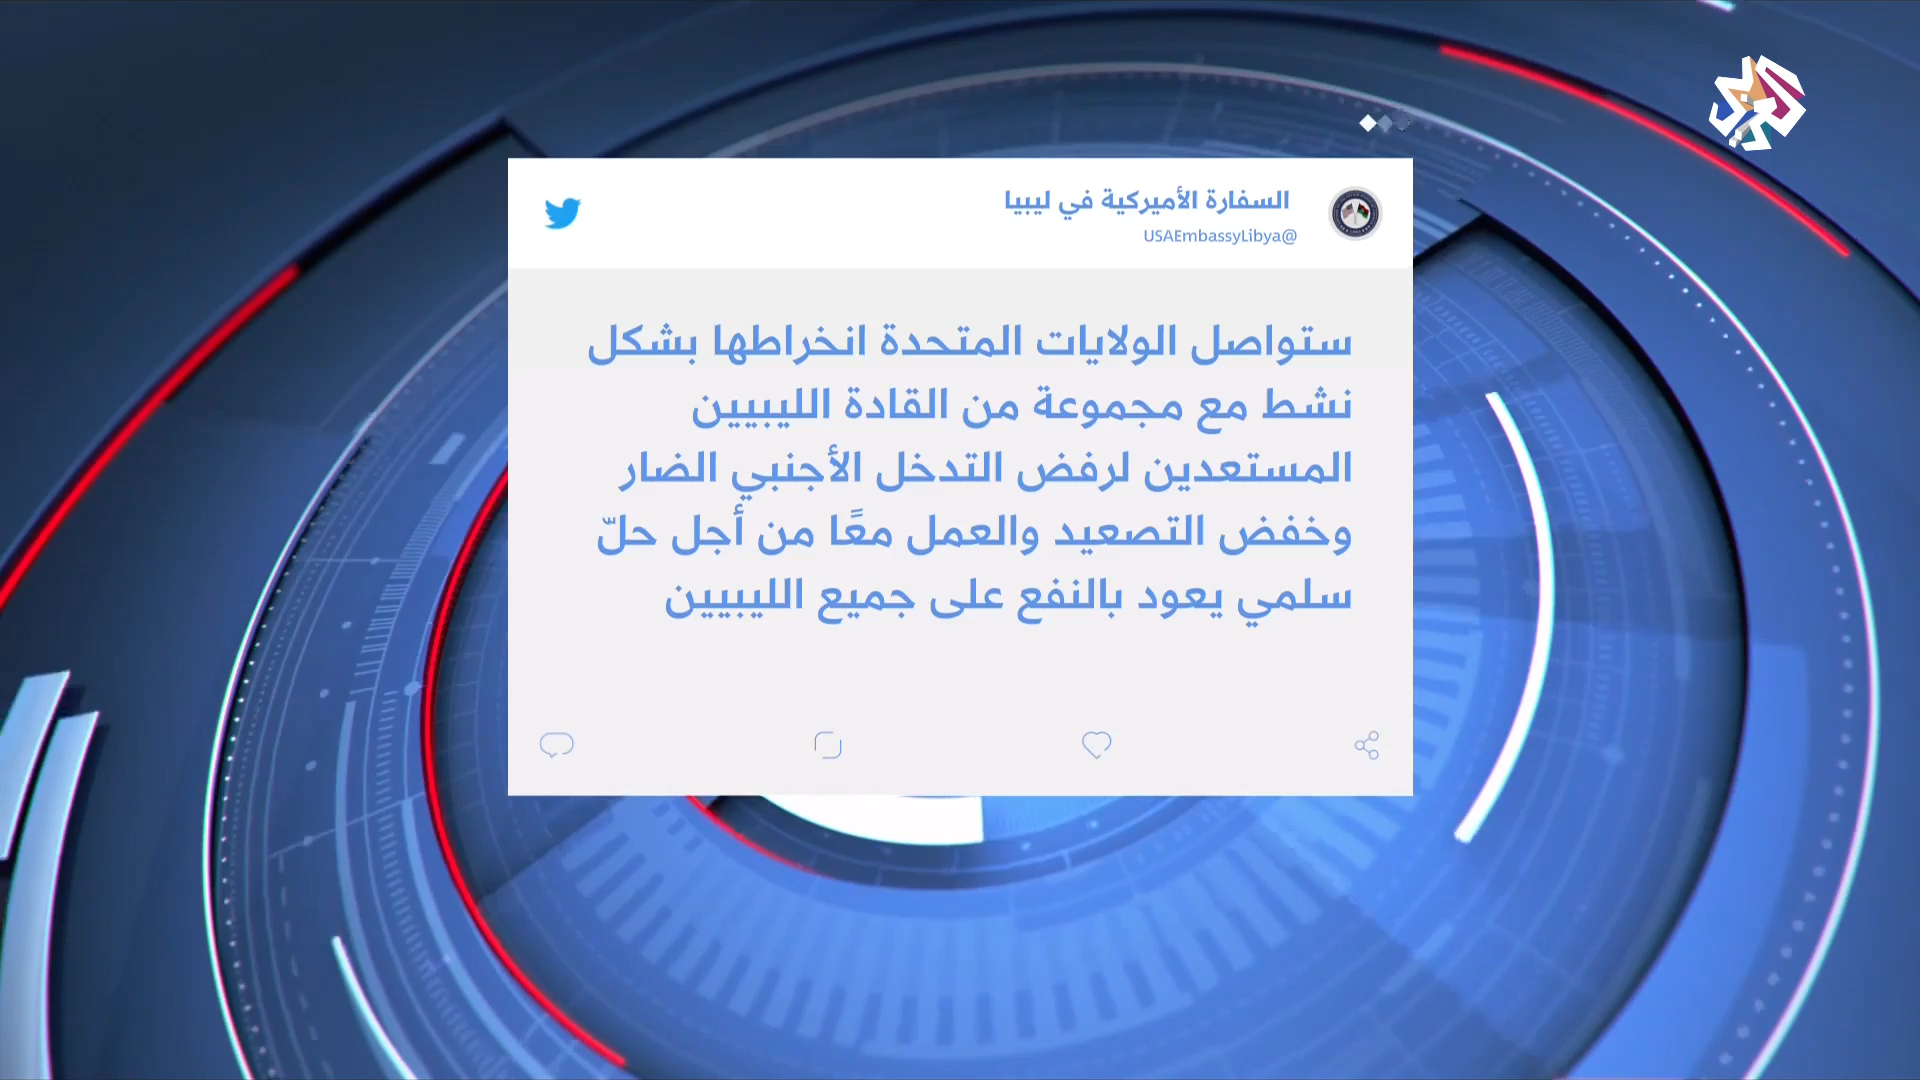 السفارة الأميركية في ليبيا
@USAEmbassyLibya
ستواصل الولايات المتحدة انخراطها بشكل
نشط مع مجموعة من القادة الليبيين
المستعدين لرفض التدخل الأجنبي الضار
وخفض التصعيد والعمل معًا من أجل حلّ
سلمي يعود بالنفع على جميع الليبيين